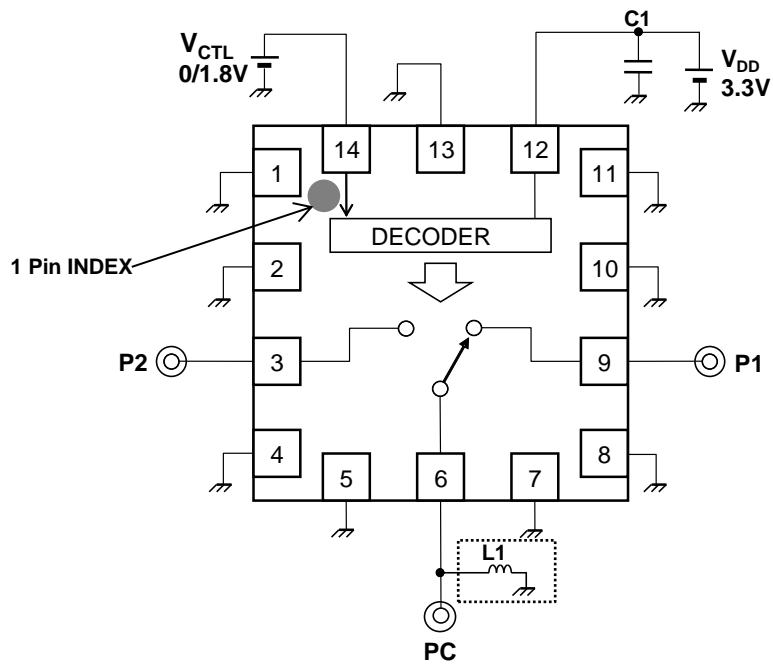 C1
V_CTL
0/1.8V
V_DD
3.3V
14
13
12
1
11
DECODER
1 Pin INDEX
2
10
P2
3
9
P1
4
8
5
6
7
L1
PC